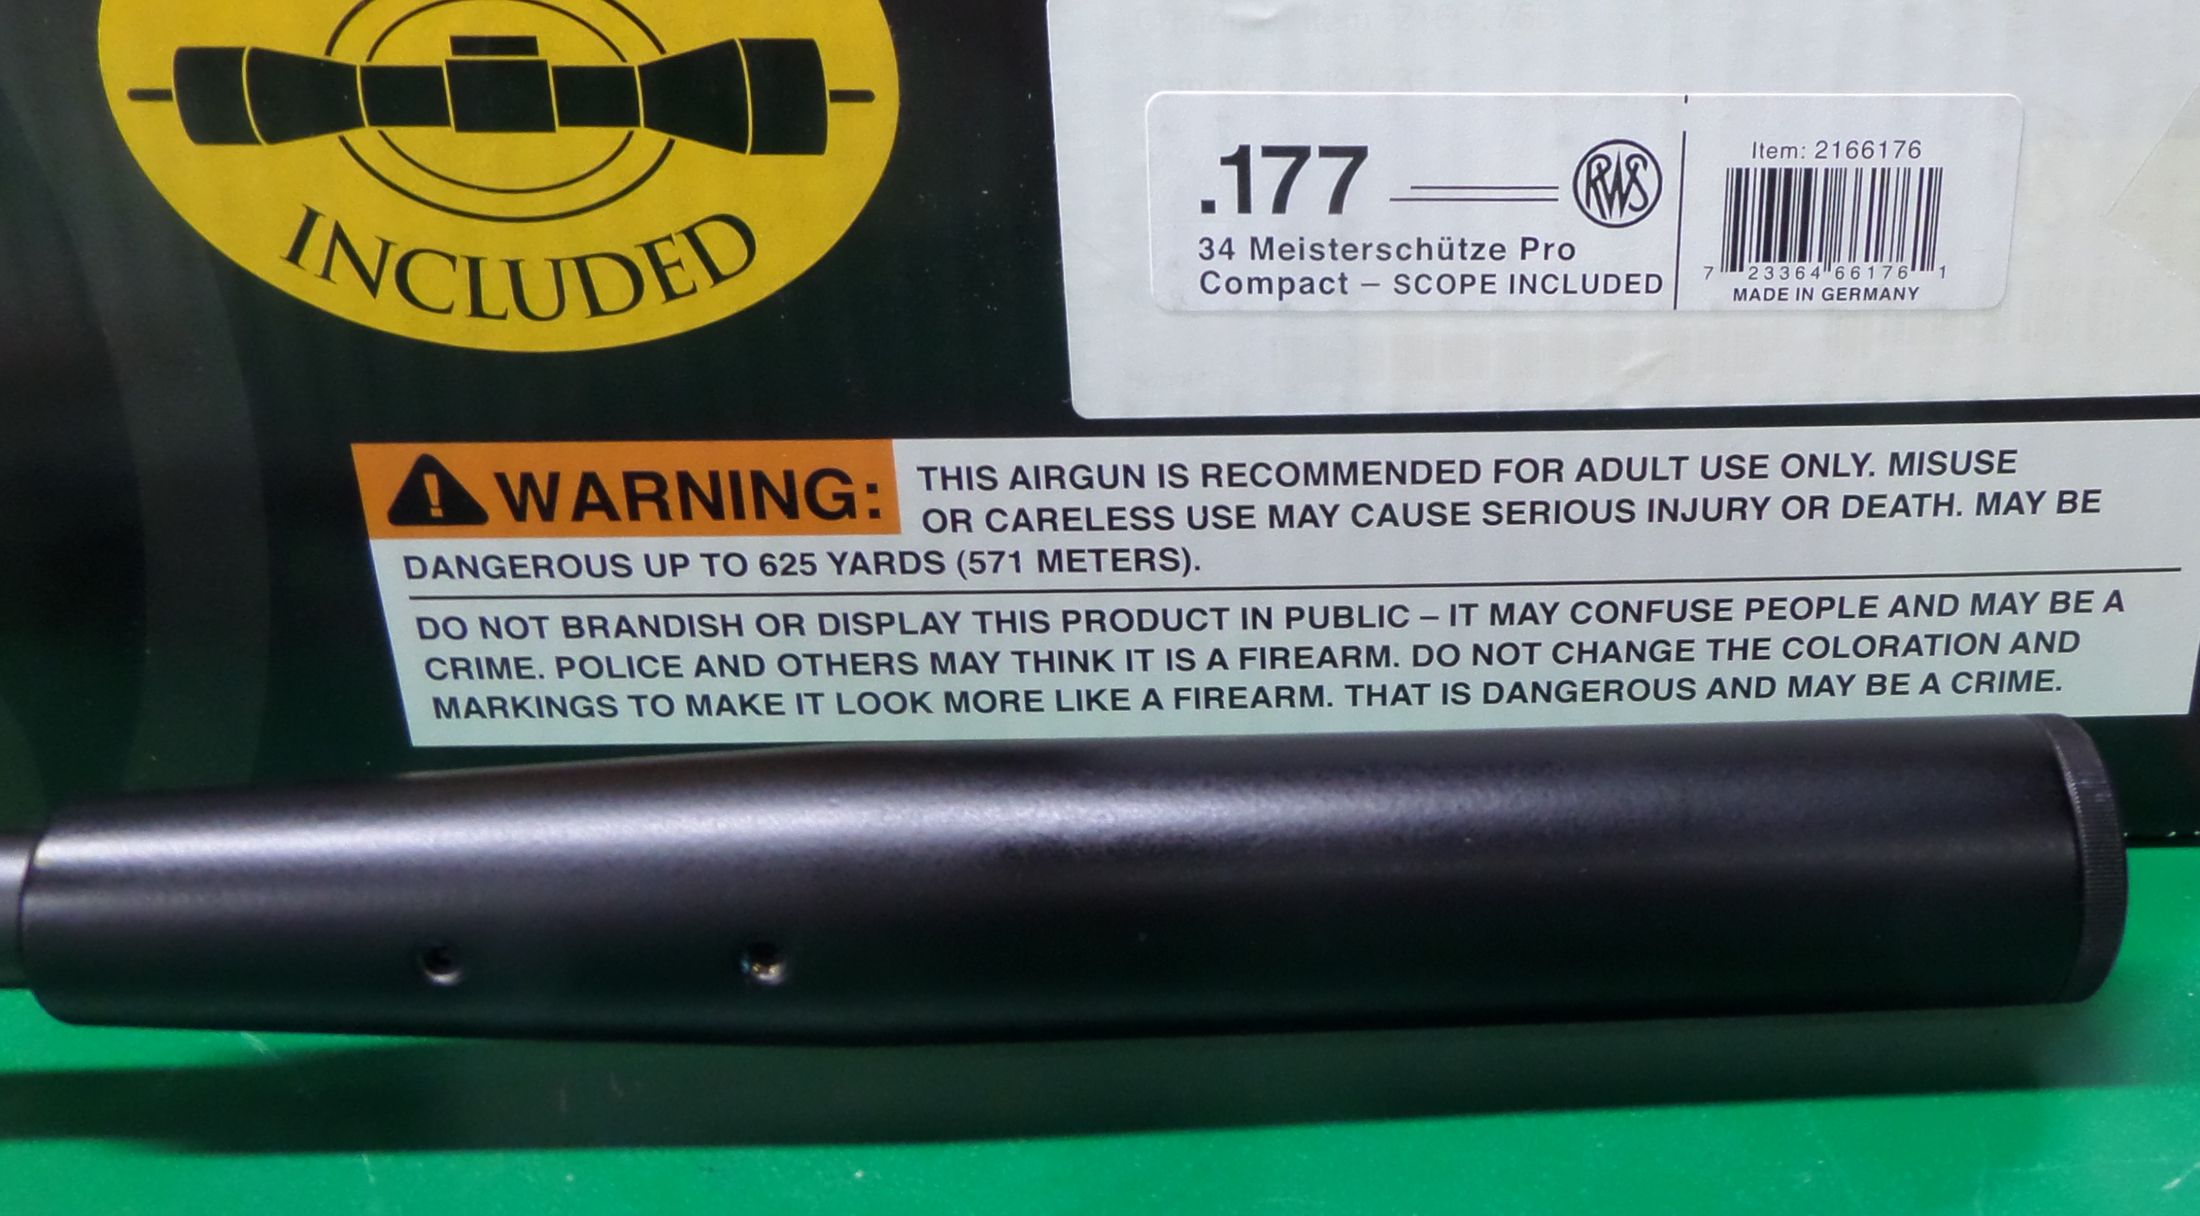 INCLUDED
.177
RWS
34 Meisterschütze Pro
Compact – SCOPE INCLUDED
Item: 2166176
7 23364 66176 1
MADE IN GERMANY
WARNING: THIS AIRGUN IS RECOMMENDED FOR ADULT USE ONLY. MISUSE
OR CARELESS USE MAY CAUSE SERIOUS INJURY OR DEATH. MAY BE
DANGEROUS UP TO 625 YARDS (571 METERS).
DO NOT BRANDISH OR DISPLAY THIS PRODUCT IN PUBLIC – IT MAY CONFUSE PEOPLE AND MAY BE A
CRIME. POLICE AND OTHERS MAY THINK IT IS A FIREARM. DO NOT CHANGE THE COLORATION AND
MARKINGS TO MAKE IT LOOK MORE LIKE A FIREARM. THAT IS DANGEROUS AND MAY BE A CRIME.